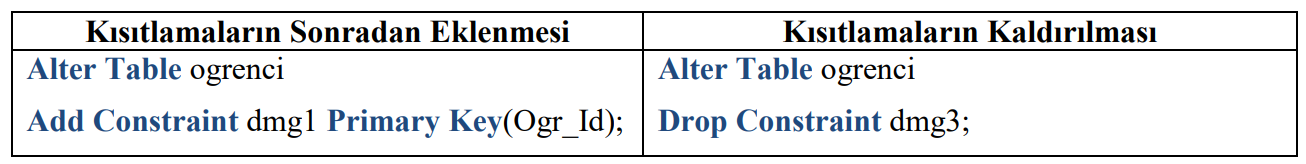 Kısıtlamaların Sonradan Eklenmesi
Kısıtlamaların Kaldırılması
Alter Table ogrenci
Add Constraint dmg1 Primary Key(Ogr_Id);
Alter Table ogrenci
Drop Constraint dmg3;